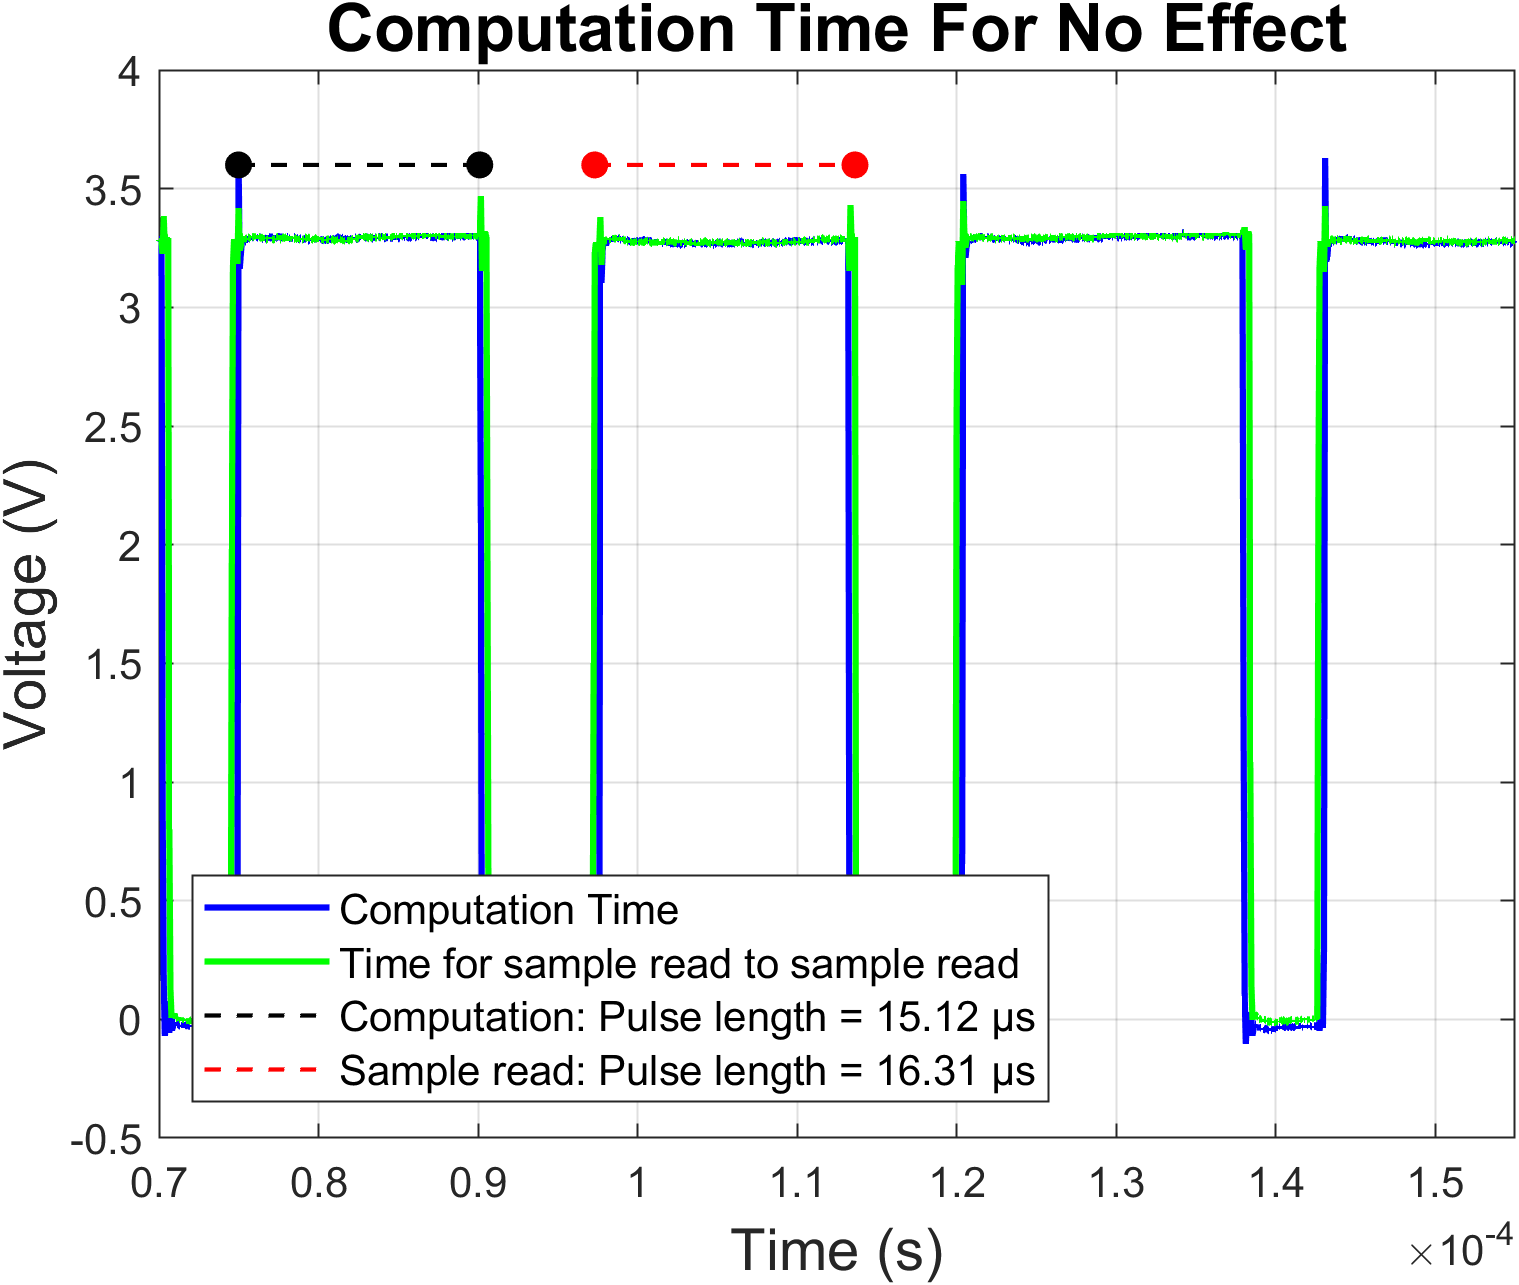 Computation Time For No Effect
4
3.5
3
2.5
2
1.5
1
0.5
0
-0.5
Voltage (V)
Computation Time
Time for sample read to sample read
Computation: Pulse length = 15.12 µs
Sample read: Pulse length = 16.31 µs
0.7 0.8 0.9 1 1.1 1.2 1.3 1.4 1.5
Time (s)
×10-4